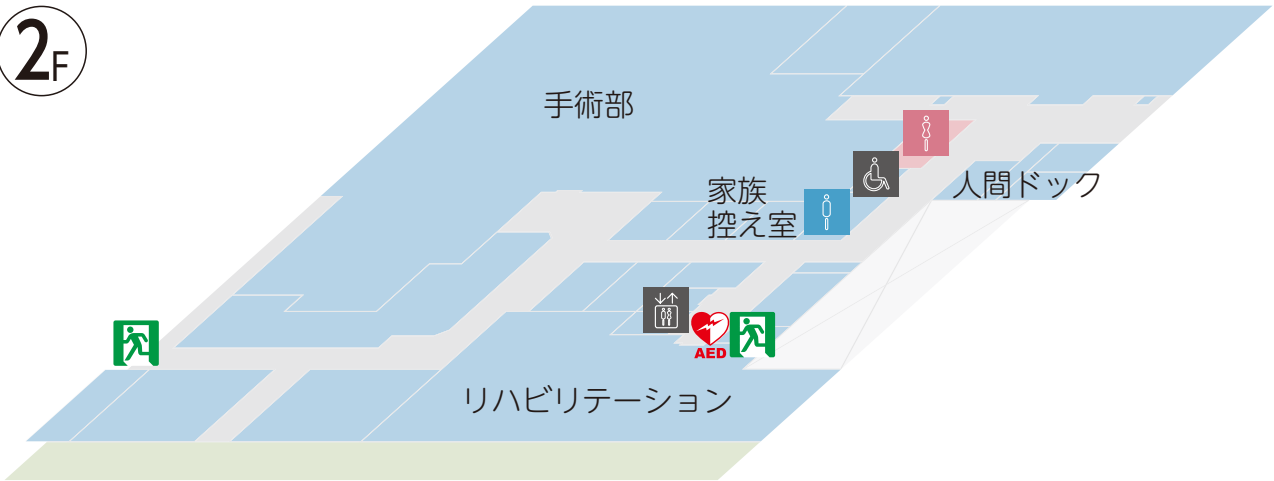 2F
手術部
家族
控え室
人間ドック
AED
リハビリテーション